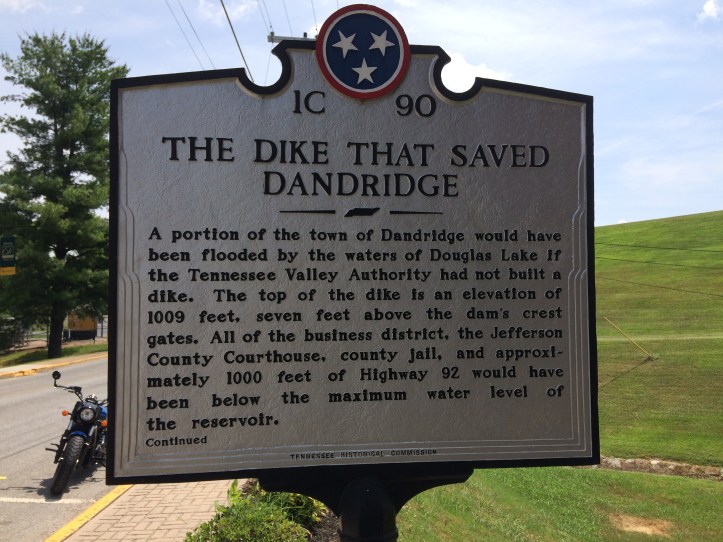 1C 90
THE DIKE THAT SAVED
DANDRIDGE
A portion of the town of Dandridge would have
been flooded by the waters of Douglas Lake if
the Tennessee Valley Authority had not built a
dike. The top of the dike is an elevation of
1009 feet, seven feet above the dam's crest
gates. All of the business district, the Jefferson
County Courthouse, county jail, and approxi-
mately 1000 feet of Highway 92 would have
been below the maximum water level of
the reservoir.
Continued
TENNESSEE HISTORICAL COMMISSION